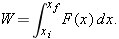 W = ∫_{x_i}^{x_f} F(x) dx.